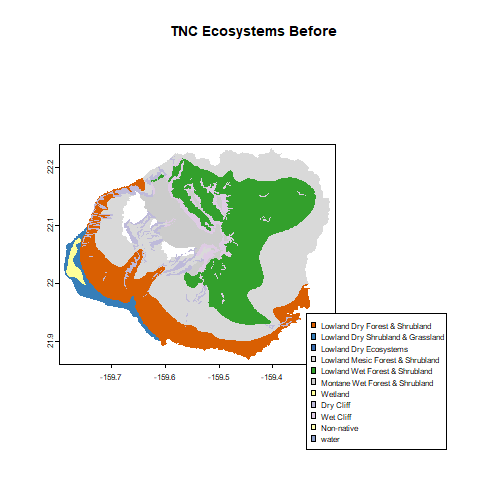 TNC Ecosystems Before
22.2
22.1
22
21.9
-159.7
-159.6
-159.5
-159.4
Lowland Dry Forest & Shrubland
Lowland Dry Shrubland & Grassland
Lowland Dry Ecosystems
Lowland Mesic Forest & Shrubland
Lowland Wet Forest & Shrubland
Montane Wet Forest & Shrubland
Wetland
Dry Cliff
Wet Cliff
Non-native
water